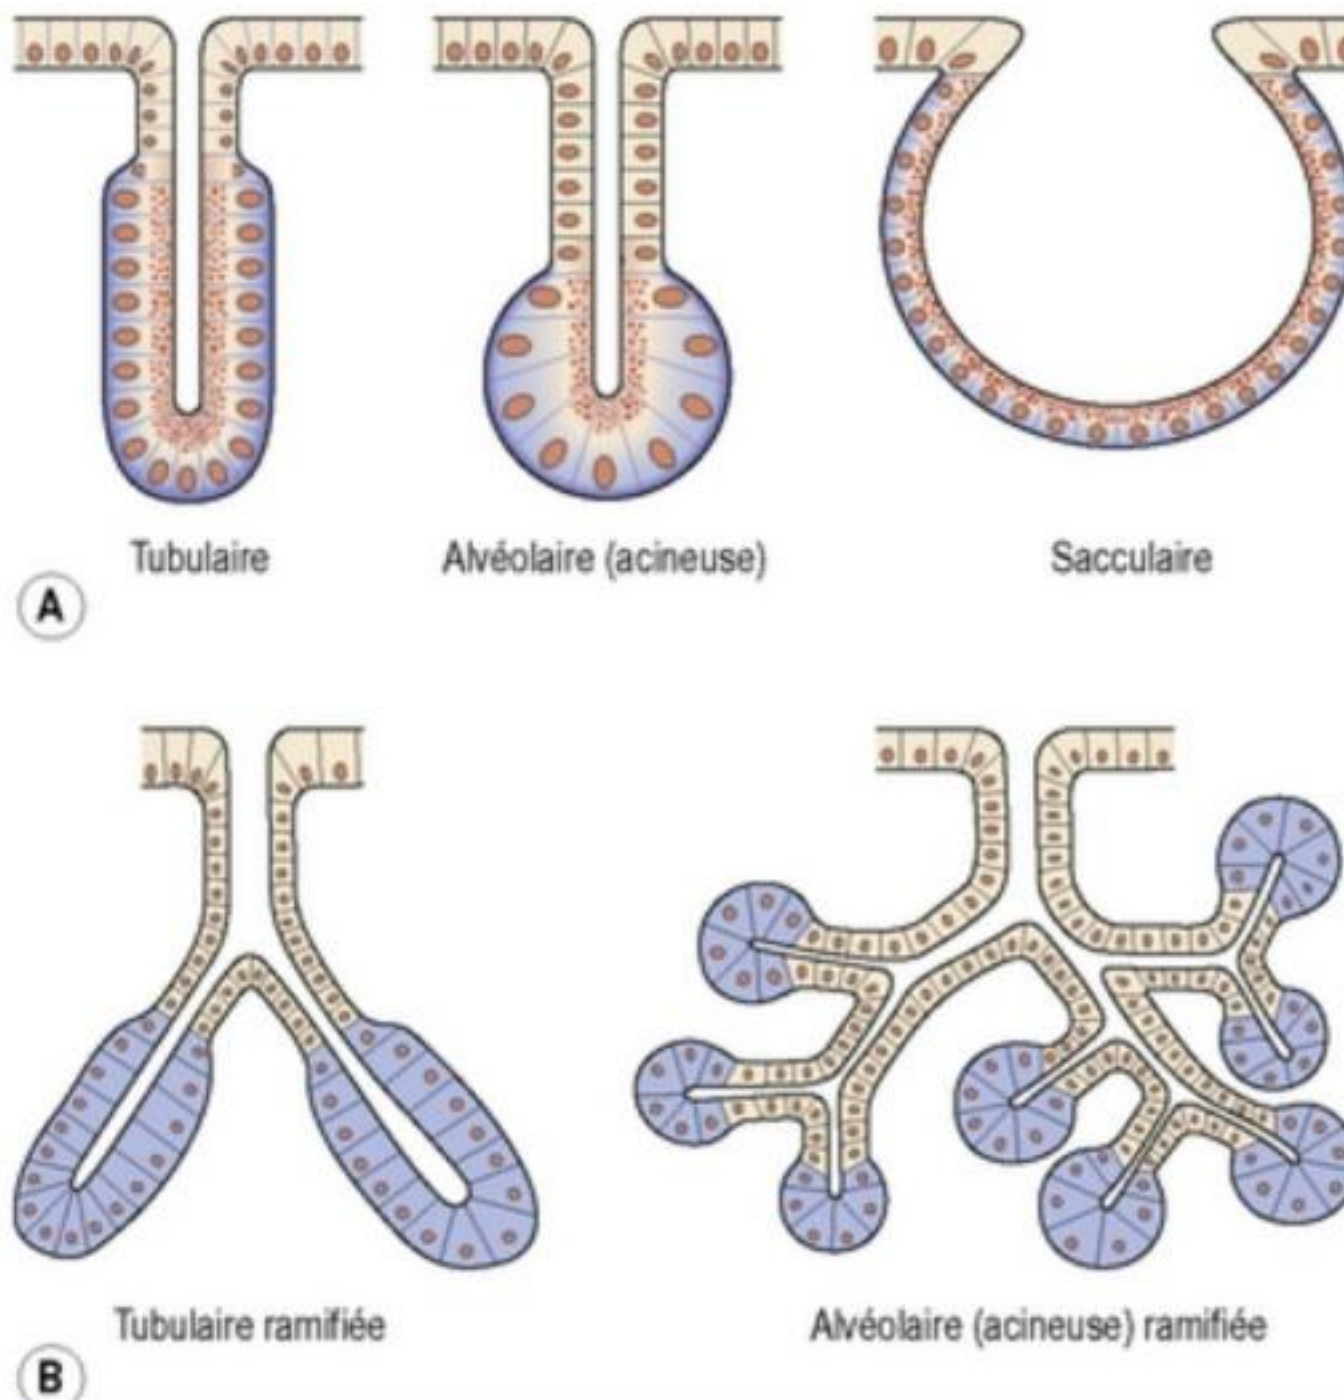 Tubulaire
Alvéolaire (acineuse)
Sacculaire
A
Tubulaire ramifiée
Alvéolaire (acineuse) ramifiée
B